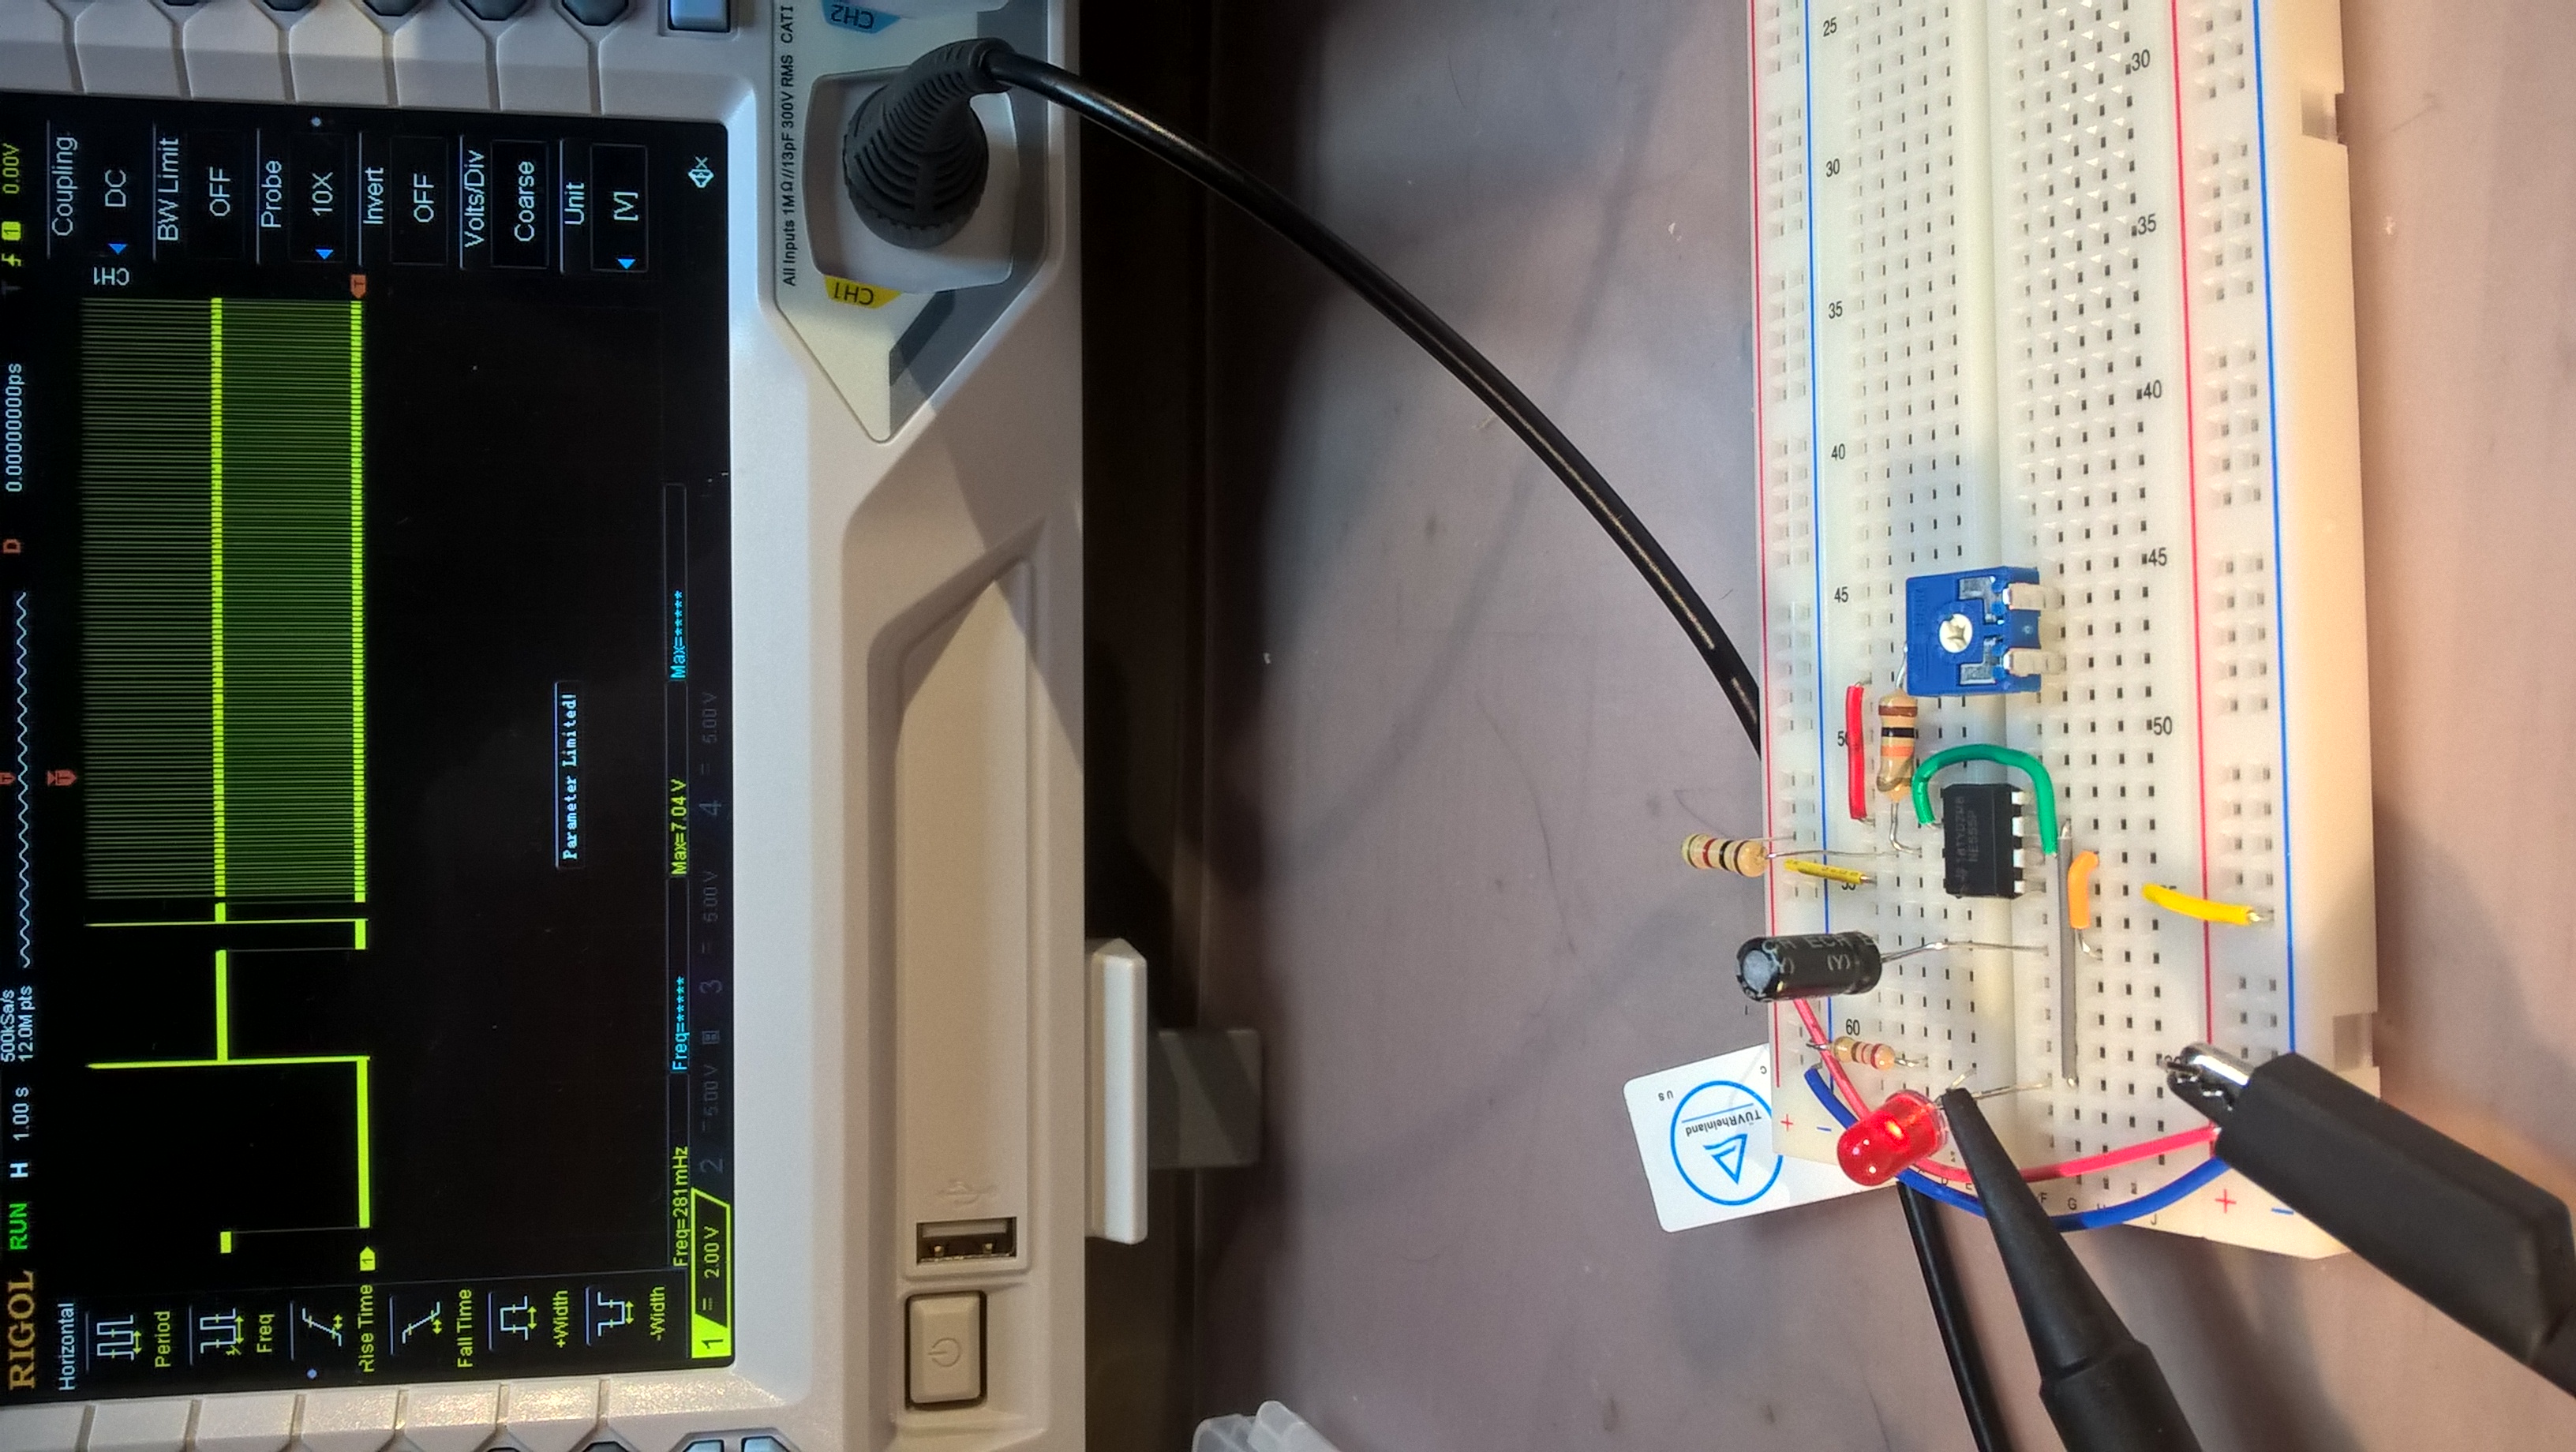 RIGOL RUN H 1.00 s 500kSa/s 12.0M pts D 0.00000000ps T 1 0.00V
Horizontal
T
Coupling
CH1
DC
Period
BW Limit
OFF
Freq
Probe
10X
Rise Time
1
T
Invert
OFF
Fall Time
Volts/Div
Coarse
+Width
Parameter Limited!
Unit
[V]
-Width
Freq=281mHz Freq=***** Max=7.04 V Max=*****
1 = 2.00 V 2 = 5.00 V 3 = 5.00 V 4 = 5.00 V
All Inputs 1MΩ//13pF 300V RMS CATI
CH1
CH2
TÜVRheinland
US
C
+
-
60
45
40
35
30
25
NE555P
F
G
H
J
50
45
40
35
30
+
-